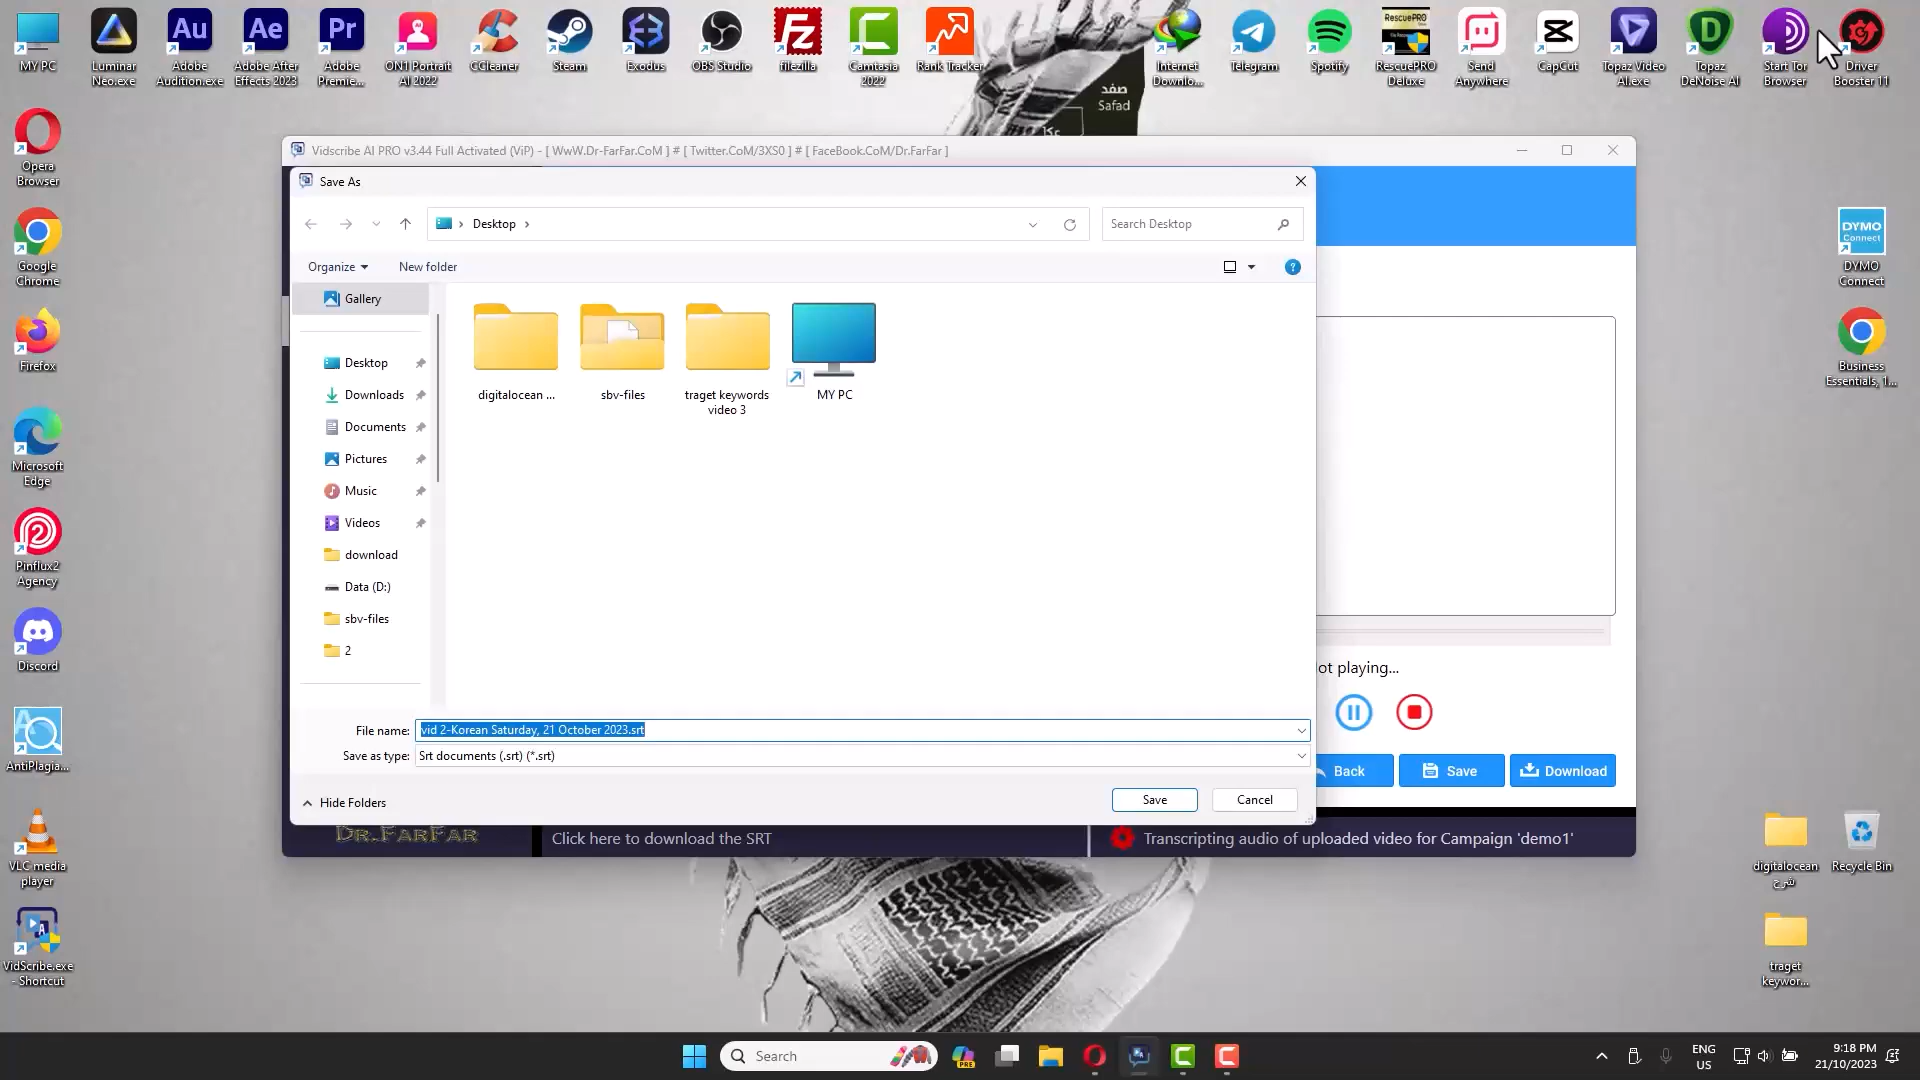 MY PC
Luminar
Neo.exe
Au
Adobe
Audition.exe
Ae
Adobe After
Effects 2023
Pr
Adobe
Premie...
ON1 Portrait
AI 2022
CCleaner
Steam
Exodus
OBS Studio
filezilla
Camtasia
2022
Rank Tracker
Internet
Downlo...
Telegram
Spotify
RescuePRO
RescuePRO
Deluxe
Send
Anywhere
CapCut
Topaz Video
AI.exe
Topaz
DeNoise AI
Start Tor
Browser
Driver
Booster 11
صفد
Safad
عكا
Opera
Browser
Google
Chrome
Firefox
Microsoft
Edge
Pinflux2
Agency
Discord
AntiPlagia...
VLC media
player
VidScribe.exe
- Shortcut
DYMO
Connect
DYMO
Connect
Business
Essentials, 1...
digitalocean
شرح
Recycle Bin
traget
keywor...
Vidscribe AI PRO v3.44 Full Activated (ViP) - [ WwW.Dr-FarFar.CoM ] # [ Twitter.CoM/3XS0 ] # [ FaceBook.CoM/Dr.FarFar ]
Save As
Desktop
Search Desktop
Organize
New folder
Gallery
Desktop
Downloads
Documents
Pictures
Music
Videos
download
Data (D:)
sbv-files
2
digitalocean ...
sbv-files
traget keywords
video 3
MY PC
File name: vid 2-Korean Saturday, 21 October 2023.srt
Save as type: Srt documents (.srt) (*.srt)
Hide Folders
Save
Cancel
ot playing...
Back
Save
Download
Dr.FarFar
Click here to download the SRT
Transcripting audio of uploaded video for Campaign 'demo1'
Search
PRE
ENG
US
9:18 PM
21/10/2023